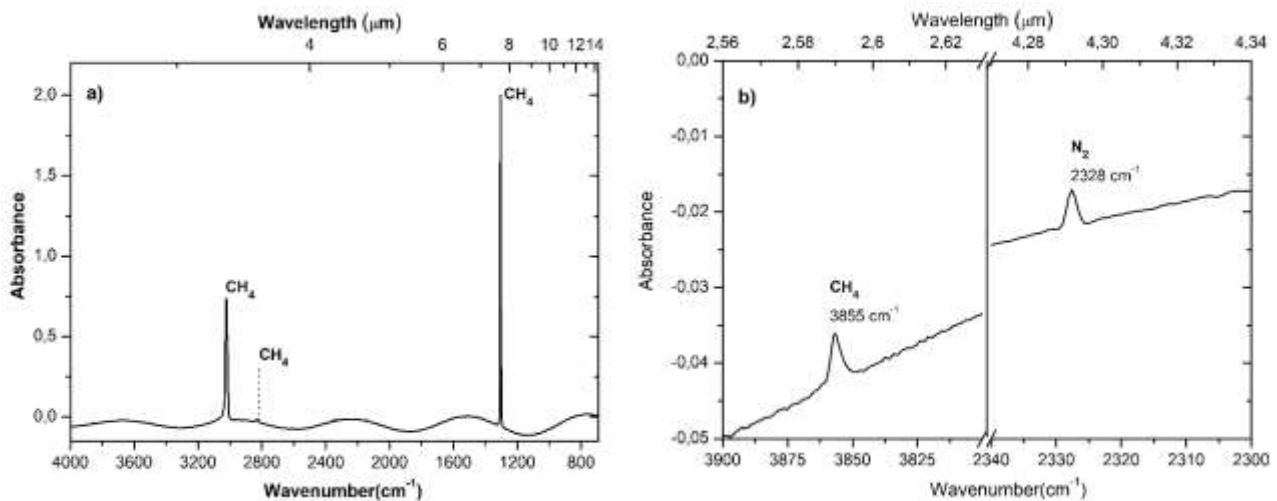 Wavelength (μm)
4 6 8 10 1214
a)
CH4
CH4
CH4
Absorbance
2.0
1.5
1.0
0.5
0.0
4000 3600 3200 2800 2400 2000 1600 1200 800
Wavenumber(cm-1)
Wavelength (μm)
2,56 2,58 2,6 2,62 4,28 4,30 4,32 4,34
b)
N2
2328 cm-1
CH4
3855 cm-1
Absorbance
0,00
-0,01
-0,02
-0,03
-0,04
-0,05
3900 3875 3850 3825 2340 2330 2320 2310 2300
Wavenumber(cm-1)